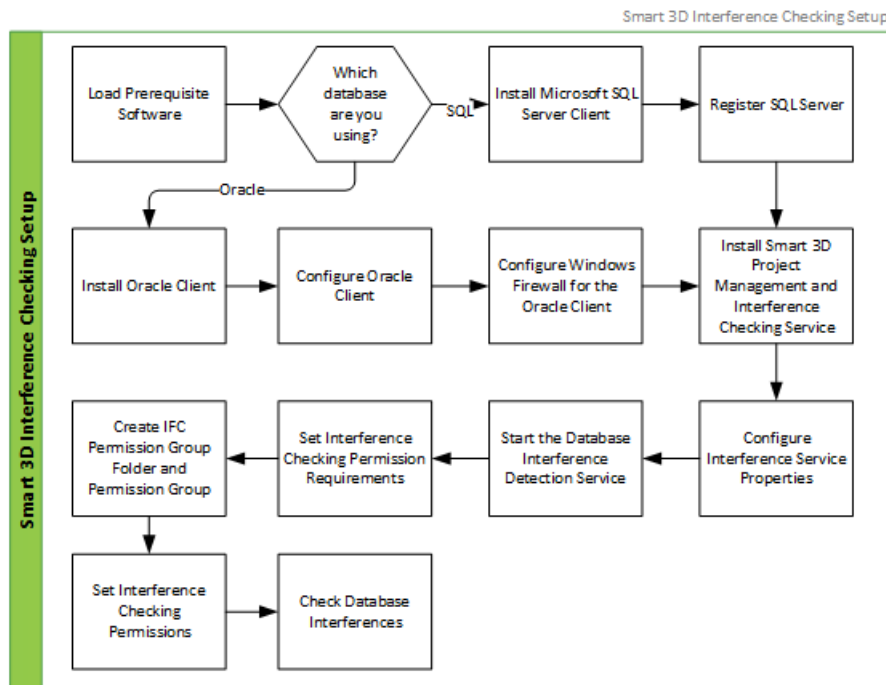 Smart 3D Interference Checking Setup
Smart 3D Interference Checking Setup
Load Prerequisite
Software
Which
database
are you
using?
SQL
Install Microsoft SQL
Server Client
Register SQL Server
Oracle
Install Oracle Client
Configure Oracle
Client
Configure Windows
Firewall for the
Oracle Client
Install Smart 3D
Project
Management and
Interference
Checking Service
Create IFC
Permission Group
Folder and
Permission Group
Set Interference
Checking Permission
Requirements
Start the Database
Interference
Detection Service
Configure
Interference Service
Properties
Set Interference
Checking
Permissions
Check Database
Interferences